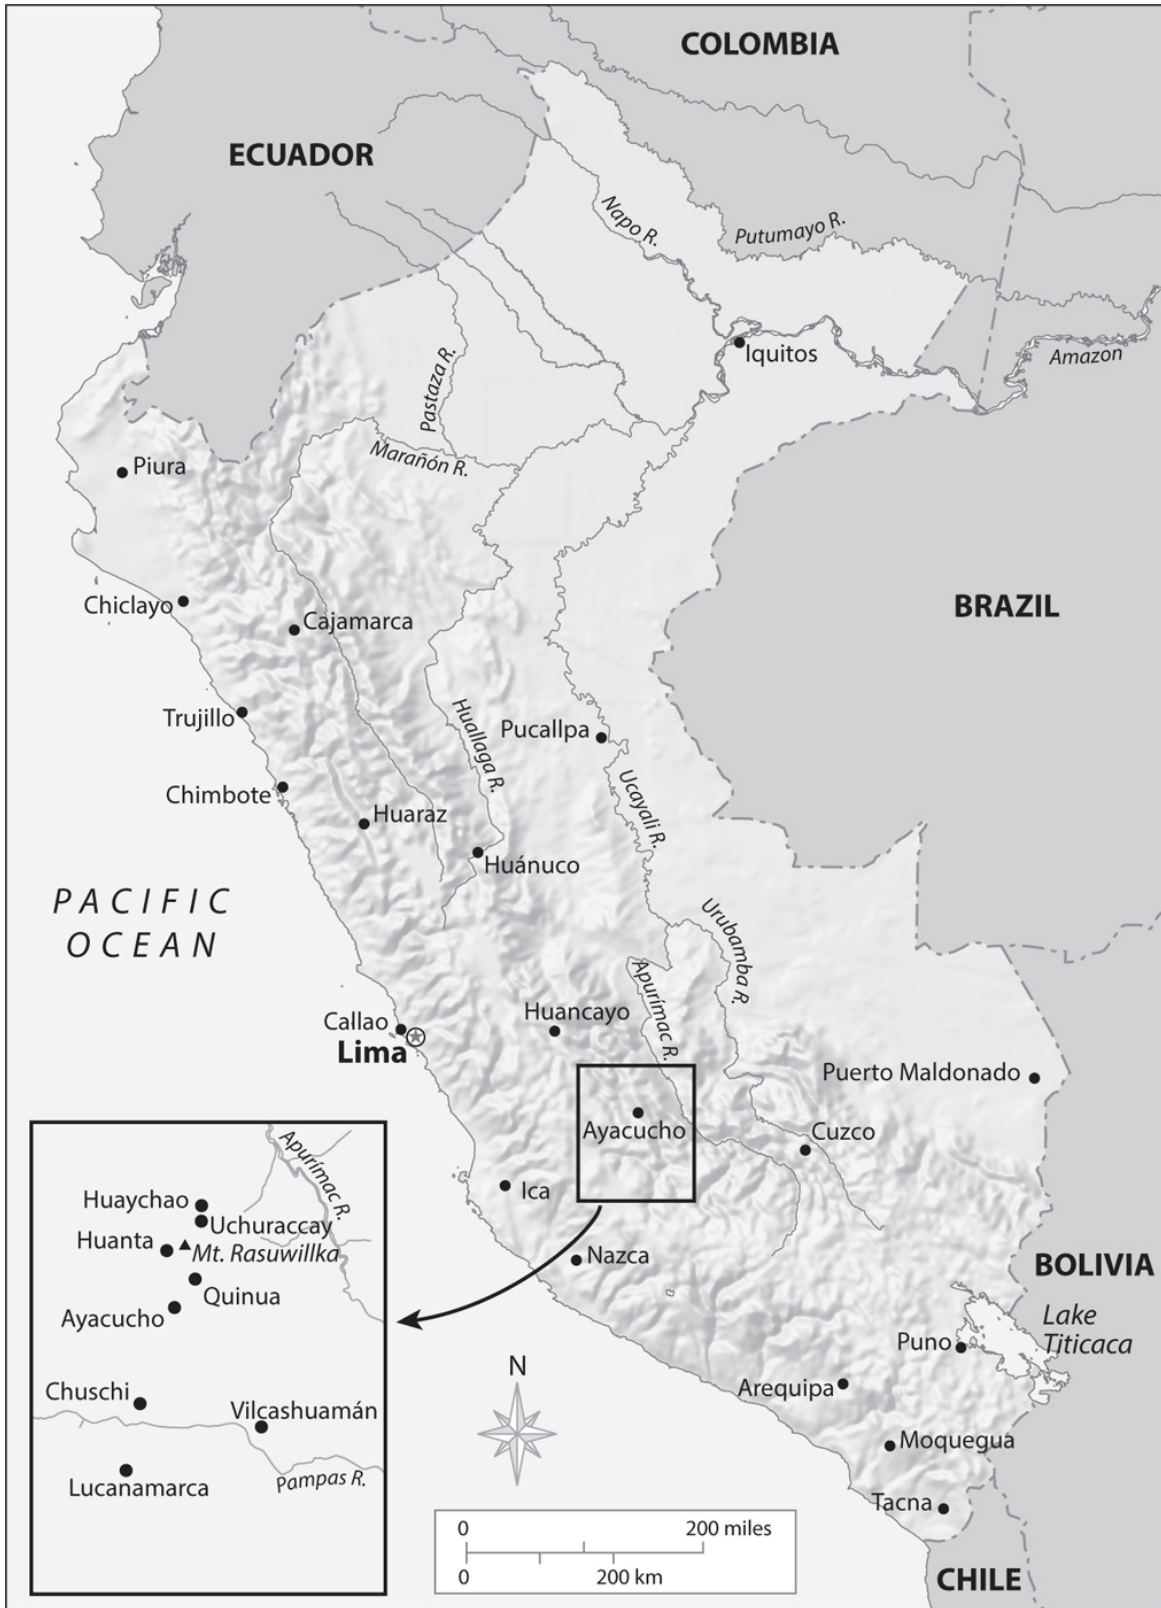 COLOMBIA
ECUADOR
Napo R.
Putumayo R.
Iquitos
Amazon
Pastaza R.
Marañón R.
Piura
Chiclayo
Cajamarca
BRAZIL
Trujillo
Huallaga R.
Pucallpa
Chimbote
Ucayali R.
Huaraz
Huánuco
PACIFIC
OCEAN
Urubamba R.
Apurímac R.
Huancayo
Callao
Lima
Puerto Maldonado
Ayacucho
Cuzco
Ica
Nazca
BOLIVIA
Lake
Titicaca
Puno
Arequipa
Moquegua
Tacna
CHILE
Apurímac R.
Huaychao
Uchuraccay
Huanta
Mt. Rasuwillka
Quinua
Ayacucho
Chuschi
Vilcashuamán
Pampas R.
Lucanamarca
N
0 200 miles
0 200 km